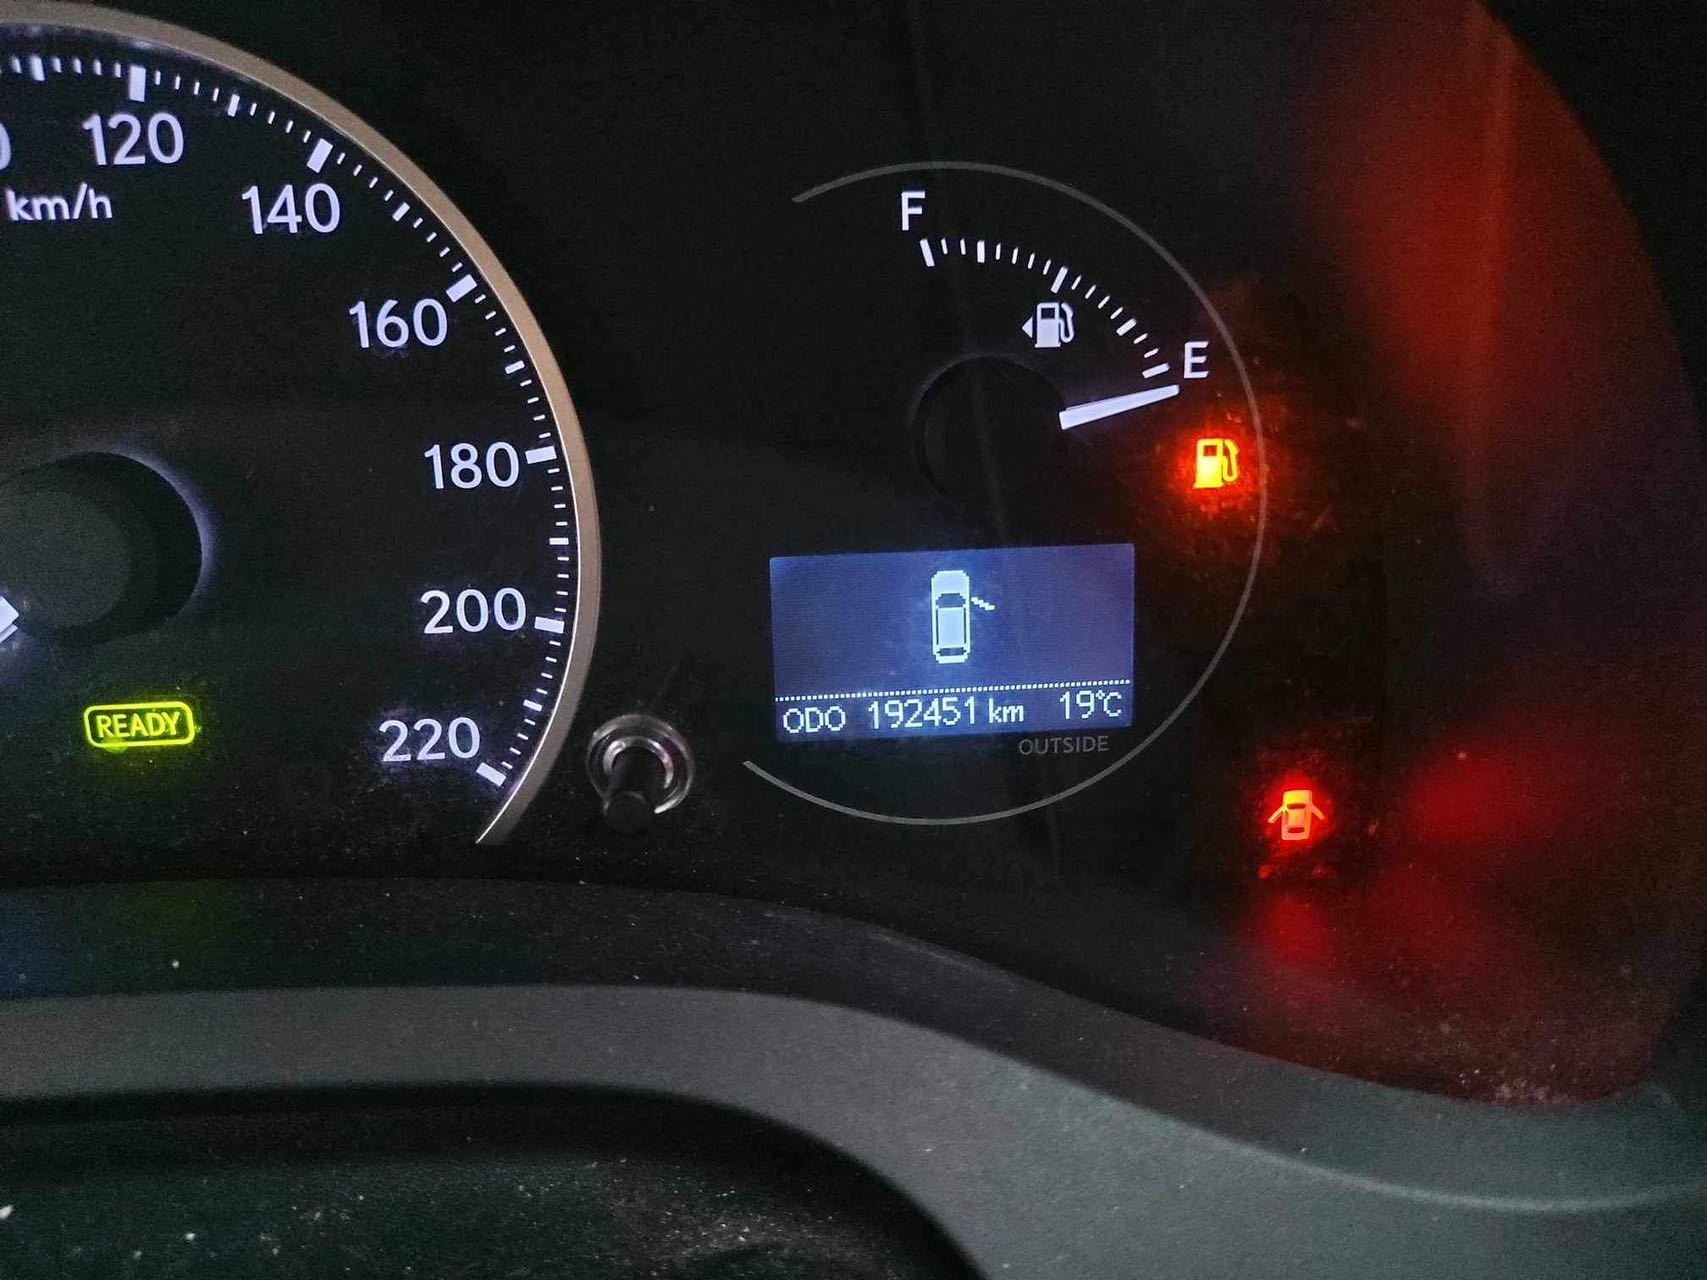 120
km/h
140
160
180
200
220
READY
F
E
ODO 192451 km 19°C
OUTSIDE